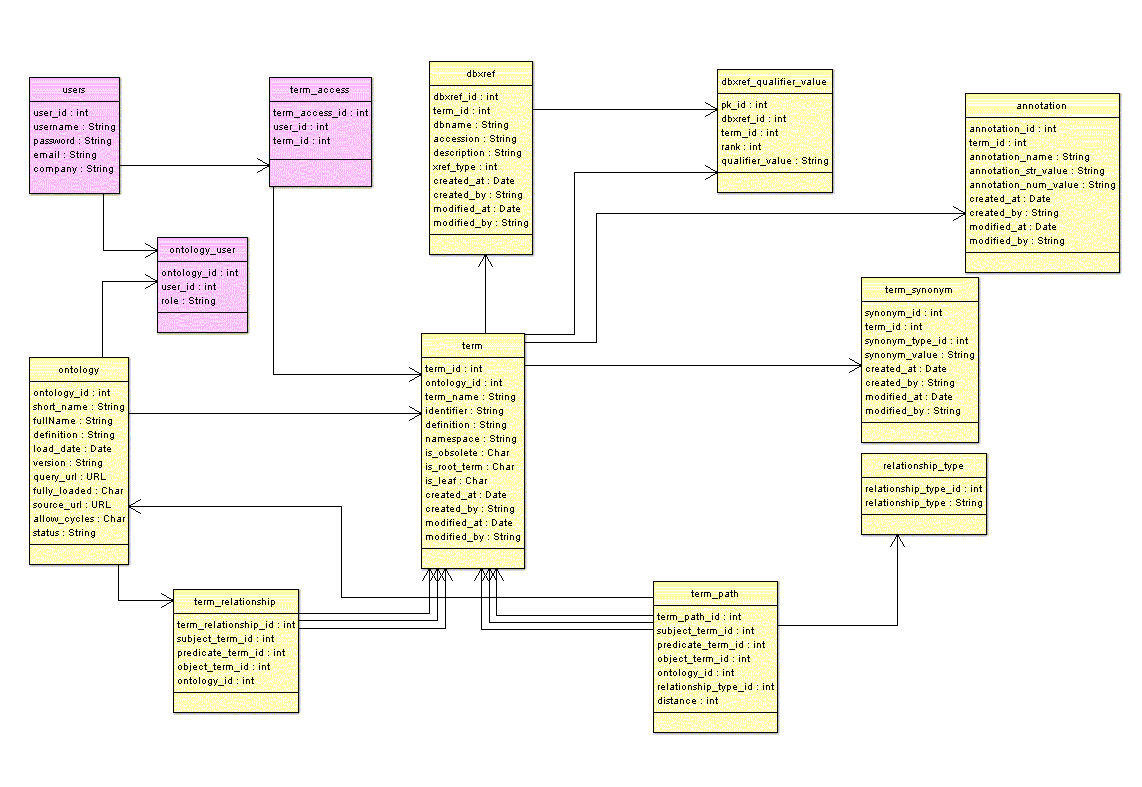 users
user_id : int
username : String
password : String
email : String
company : String
term_access
term_access_id : int
user_id : int
term_id : int
dbxref
dbxref_id : int
term_id : int
dbname : String
accession : String
description : String
xref_type : int
created_at : Date
created_by : String
modified_at : Date
modified_by : String
dbxref_qualifier_value
pk_id : int
dbxref_id : int
term_id : int
rank : int
qualifier_value : String
annotation
annotation_id : int
term_id : int
annotation_name : String
annotation_str_value : String
annotation_num_value : String
created_at : Date
created_by : String
modified_at : Date
modified_by : String
ontology_user
ontology_id : int
user_id : int
role : String
term_synonym
synonym_id : int
term_id : int
synonym_type_id : int
synonym_value : String
created_at : Date
created_by : String
modified_at : Date
modified_by : String
ontology
ontology_id : int
short_name : String
fullName : String
definition : String
load_date : Date
version : String
query_url : URL
fully_loaded : Char
source_url : URL
allow_cycles : Char
status : String
term
term_id : int
ontology_id : int
term_name : String
identifier : String
definition : String
namespace : String
is_obsolete : Char
is_root_term : Char
is_leaf : Char
created_at : Date
created_by : String
modified_at : Date
modified_by : String
relationship_type
relationship_type_id : int
relationship_type : String
term_relationship
term_relationship_id : int
subject_term_id : int
predicate_term_id : int
object_term_id : int
ontology_id : int
term_path
term_path_id : int
subject_term_id : int
predicate_term_id : int
object_term_id : int
ontology_id : int
relationship_type_id : int
distance : int